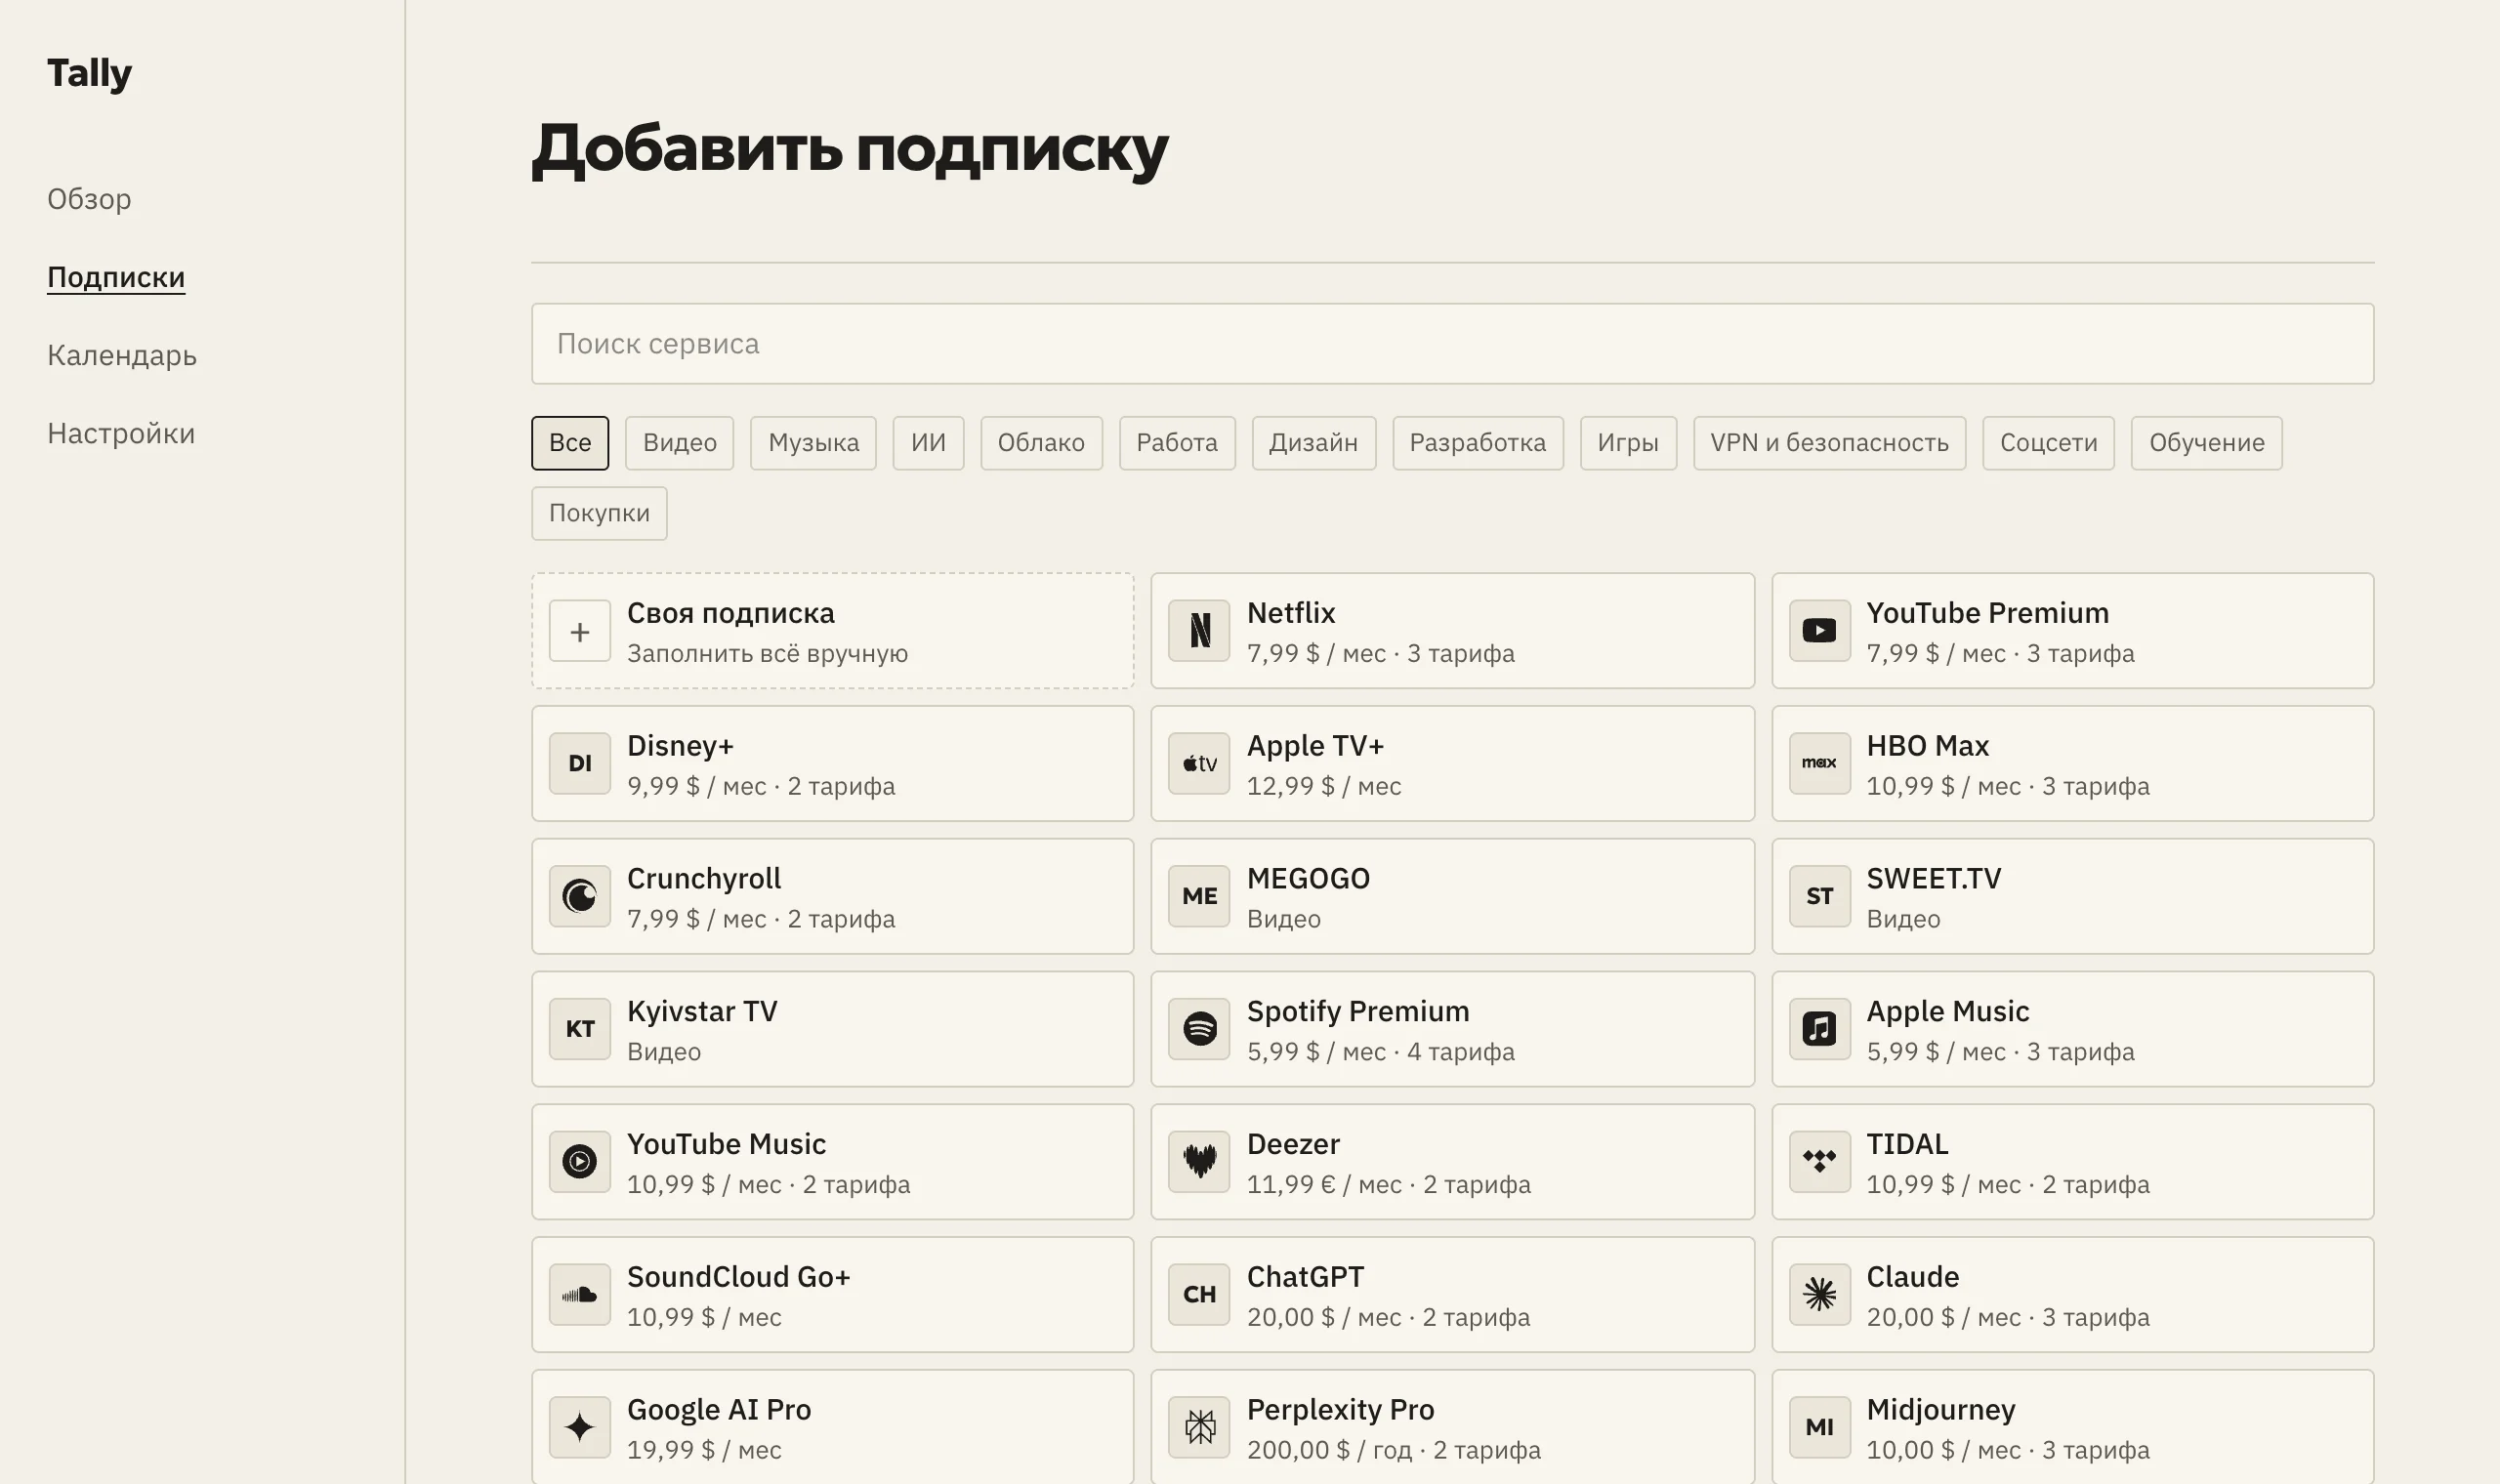 Tally
Обзор
Подписки
Календарь
Настройки
Добавить подписку
Поиск сервиса
Все Видео Музыка ИИ Облако Работа Дизайн Разработка Игры VPN и безопасность Соцсети Обучение
Покупки
+
Своя подписка
Заполнить всё вручную
Netflix
7,99 $ / мес · 3 тарифа
YouTube Premium
7,99 $ / мес · 3 тарифа
DI
Disney+
9,99 $ / мес · 2 тарифа
tv
Apple TV+
12,99 $ / мес
max
HBO Max
10,99 $ / мес · 3 тарифа
Crunchyroll
7,99 $ / мес · 2 тарифа
ME
MEGOGO
Видео
ST
SWEET.TV
Видео
KT
Kyivstar TV
Видео
Spotify Premium
5,99 $ / мес · 4 тарифа
Apple Music
5,99 $ / мес · 3 тарифа
YouTube Music
10,99 $ / мес · 2 тарифа
Deezer
11,99 € / мес · 2 тарифа
TIDAL
10,99 $ / мес · 2 тарифа
SoundCloud Go+
10,99 $ / мес
CH
ChatGPT
20,00 $ / мес · 2 тарифа
Claude
20,00 $ / мес · 3 тарифа
Google AI Pro
19,99 $ / мес
Perplexity Pro
200,00 $ / год · 2 тарифа
MI
Midjourney
10,00 $ / мес · 3 тарифа